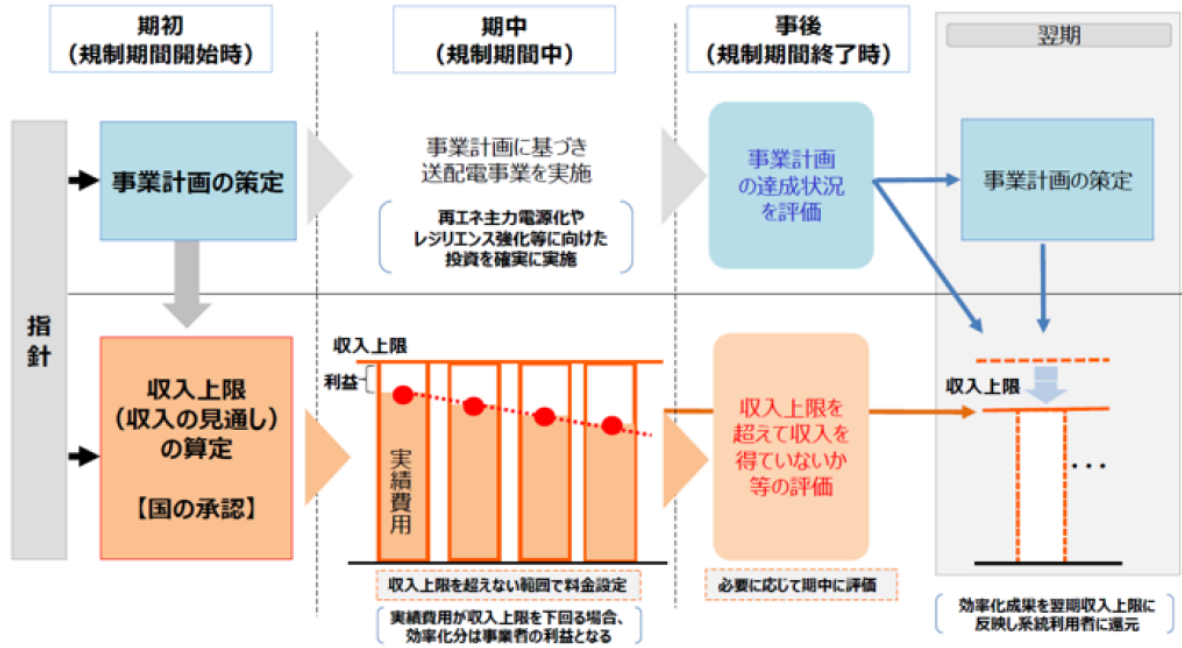 期初
（規制期間開始時）
期中
（規制期間中）
事後
（規制期間終了時）
翌期
指針
事業計画の策定
事業計画に基づき
送配電事業を実施
再エネ主力電源化や
レジリエンス強化等に向けた
投資を確実に実施
事業計画
の達成状況
を評価
事業計画の策定
収入上限
（収入の見通し）
の算定
【国の承認】
収入上限
利益
実績費用
収入上限を超えない範囲で料金設定
実績費用が収入上限を下回る場合、
効率化分は事業者の利益となる
収入上限を
超えて収入を
得ていないか
等の評価
必要に応じて期中に評価
収入上限
･･･
効率化成果を翌期収入上限に
反映し系統利用者に還元